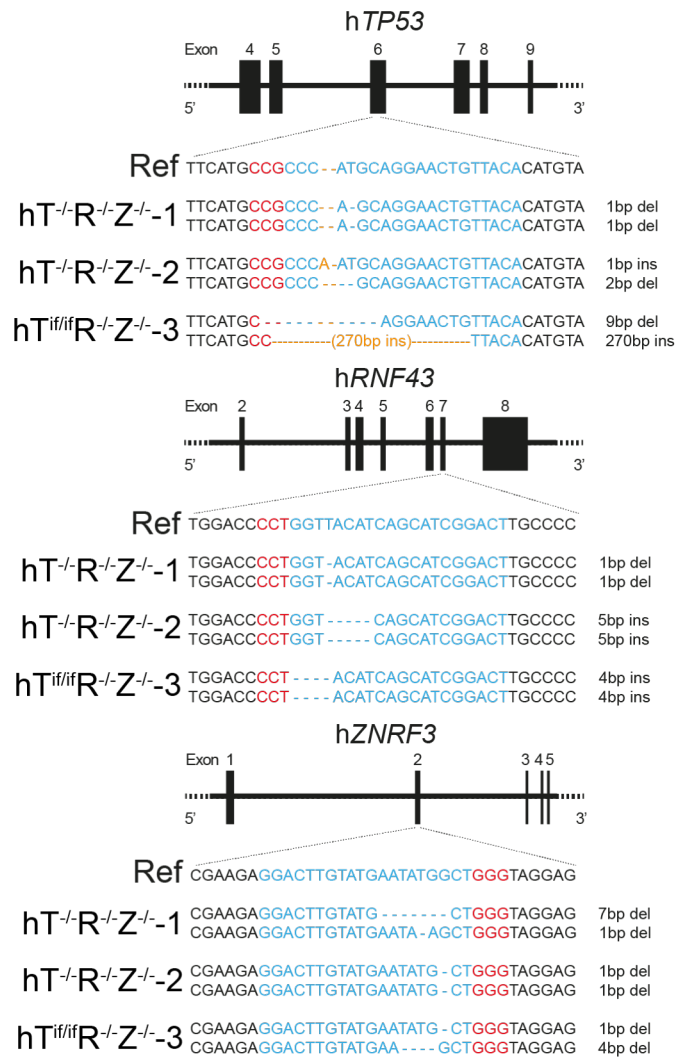 hTP53
Exon 4 5 6 7 8 9
5' 3'
Ref TTCATGCCGCCC--ATGCAGGAACTGTTACACATGTA
hT-/-R-/-Z-/--1 TTCATGCCGCCC--A-GCAGGAACTGTTACACATGTA 1bp del
TTCATGCCGCCC--A-GCAGGAACTGTTACACATGTA 1bp del
hT-/-R-/-Z-/--2 TTCATGCCGCCCA-ATGCAGGAACTGTTACACATGTA 1bp ins
TTCATGCCGCCC----GCAGGAACTGTTACACATGTA 2bp del
hTif/ifR-/-Z-/--3 TTCATGC-----------AGGAACTGTTACACATGTA 9bp del
TTCATGCC-----------(270bp ins)-----------TTACACATGTA 270bp ins
hRNF43
Exon 2 3 4 5 6 7 8
5' 3'
Ref TGGACCCCTGGTTACATCAGCATCGGACTTGCCCC
hT-/-R-/-Z-/--1 TGGACCCCTGGT-ACATCAGCATCGGACTTGCCCC 1bp del
TGGACCCCTGGT-ACATCAGCATCGGACTTGCCCC 1bp del
hT-/-R-/-Z-/--2 TGGACCCCTGGT-----CAGCATCGGACTTGCCCC 5bp ins
TGGACCCCTGGT-----CAGCATCGGACTTGCCCC 5bp ins
hTif/ifR-/-Z-/--3 TGGACCCCT----ACATCAGCATCGGACTTGCCCC 4bp ins
TGGACCCCT----ACATCAGCATCGGACTTGCCCC 4bp ins
hZNRF3
Exon 1 2 3 4 5
5' 3'
Ref CGAAGAGGACTTGTATGAATATGGCTGGGTAGGAG
hT-/-R-/-Z-/--1 CGAAGAGGACTTGTATG-------CTGGGTAGGAG 7bp del
CGAAGAGGACTTGTATGAATA-AGCTGGGTAGGAG 1bp del
hT-/-R-/-Z-/--2 CGAAGAGGACTTGTATGAATATG-CTGGGTAGGAG 1bp del
CGAAGAGGACTTGTATGAATATG-CTGGGTAGGAG 1bp del
hTif/ifR-/-Z-/--3 CGAAGAGGACTTGTATGAATATG-CTGGGTAGGAG 1bp del
CGAAGAGGACTTGTATGAA----GCTGGGTAGGAG 4bp del